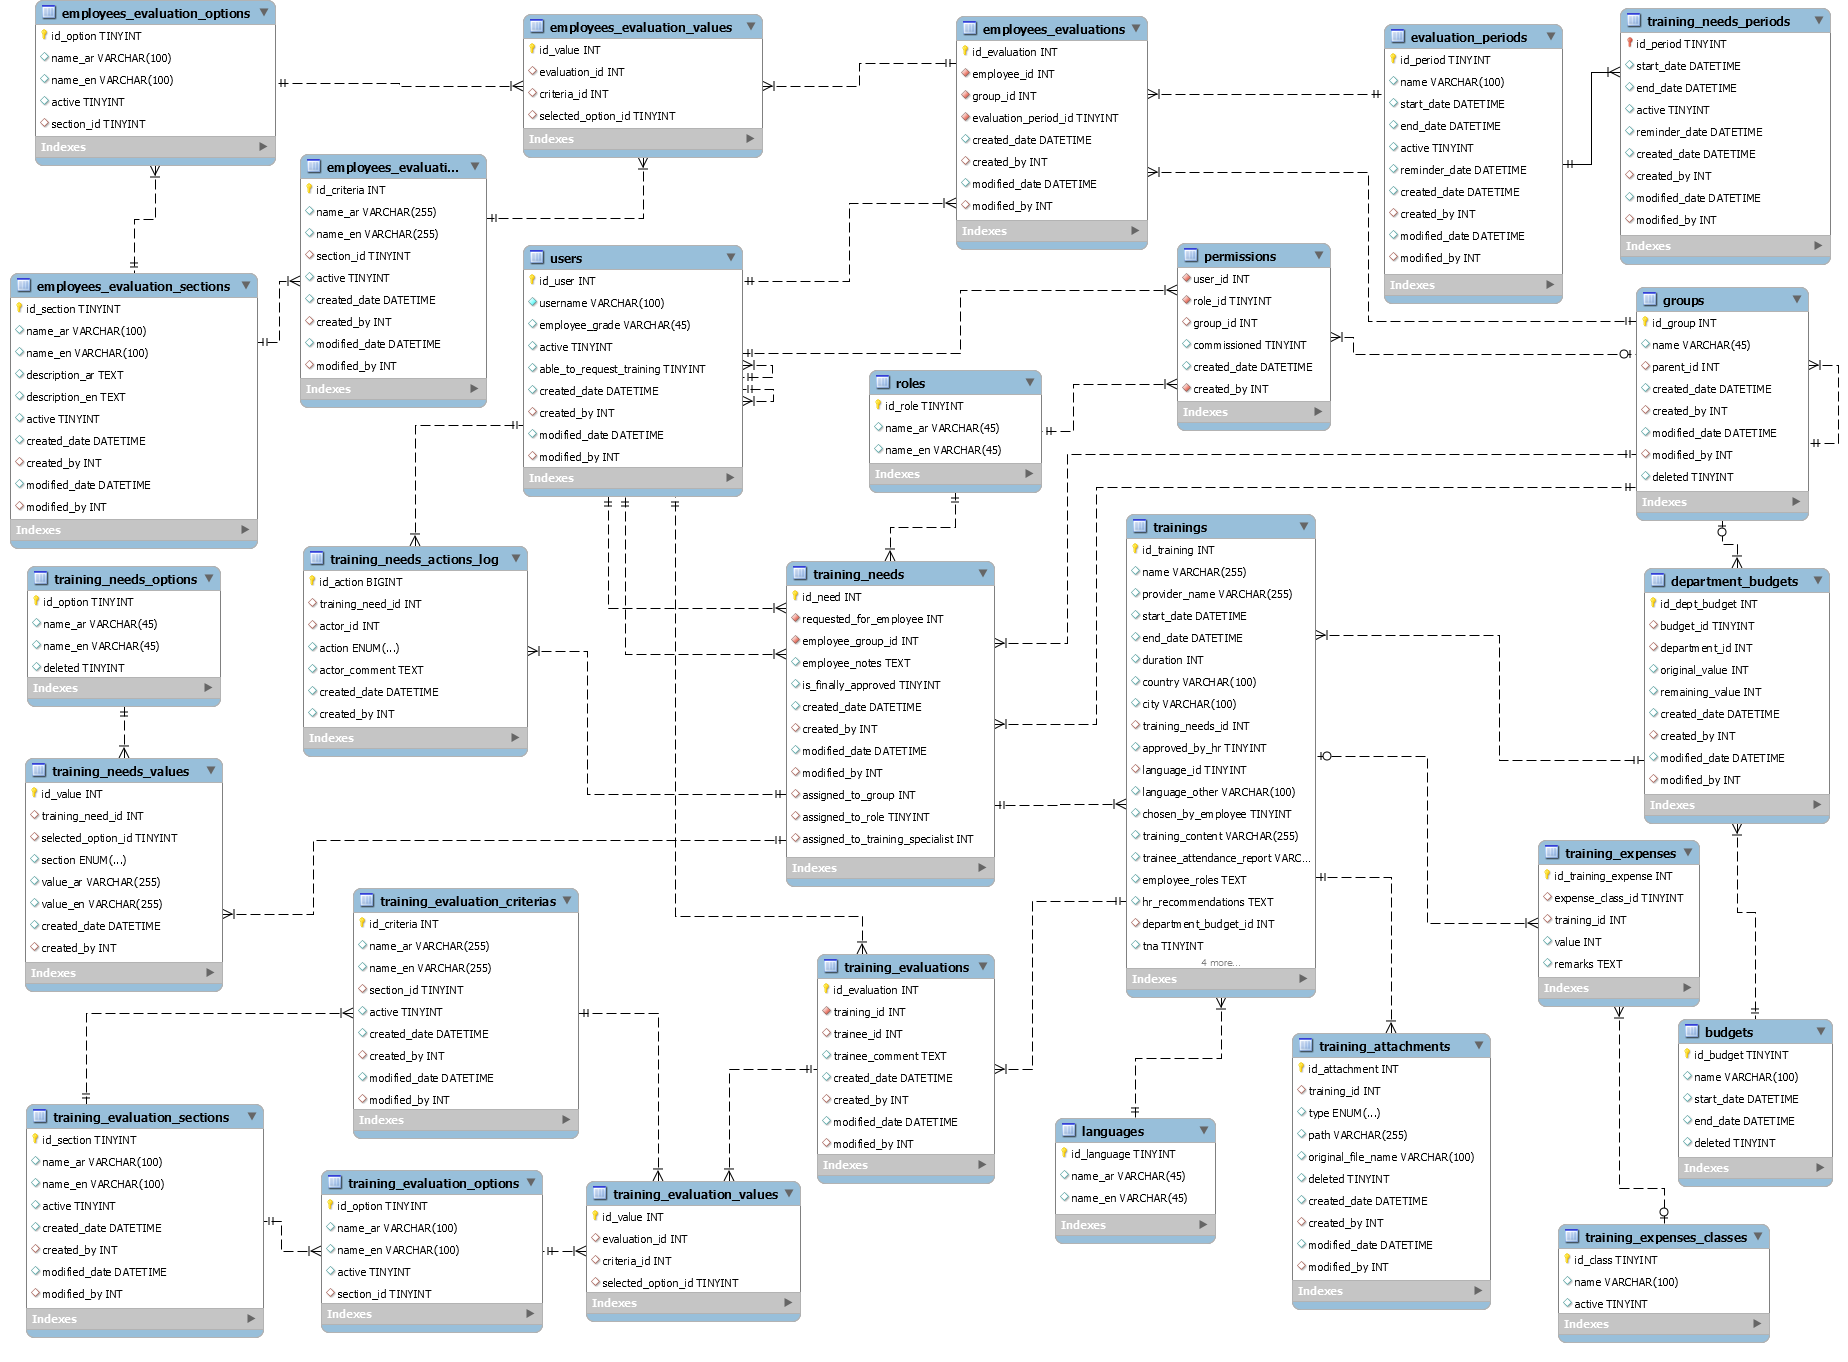 employees_evaluation_options
id_option TINYINT
name_ar VARCHAR(100)
name_en VARCHAR(100)
active TINYINT
section_id TINYINT
Indexes
employees_evaluation_values
id_value INT
evaluation_id INT
criteria_id INT
selected_option_id TINYINT
Indexes
employees_evaluations
id_evaluation INT
employee_id INT
group_id INT
evaluation_period_id TINYINT
created_date DATETIME
created_by INT
modified_date DATETIME
modified_by INT
Indexes
evaluation_periods
id_period TINYINT
name VARCHAR(100)
start_date DATETIME
end_date DATETIME
active TINYINT
reminder_date DATETIME
created_date DATETIME
created_by INT
modified_date DATETIME
modified_by INT
Indexes
training_needs_periods
id_period TINYINT
start_date DATETIME
end_date DATETIME
active TINYINT
reminder_date DATETIME
created_date DATETIME
created_by INT
modified_date DATETIME
modified_by INT
Indexes
employees_evaluati...
id_criteria INT
name_ar VARCHAR(255)
name_en VARCHAR(255)
section_id TINYINT
active TINYINT
created_date DATETIME
created_by INT
modified_date DATETIME
modified_by INT
Indexes
users
id_user INT
username VARCHAR(100)
employee_grade VARCHAR(45)
active TINYINT
able_to_request_training TINYINT
created_date DATETIME
created_by INT
modified_date DATETIME
modified_by INT
Indexes
permissions
user_id INT
role_id TINYINT
group_id INT
commissioned TINYINT
created_date DATETIME
created_by INT
Indexes
employees_evaluation_sections
id_section TINYINT
name_ar VARCHAR(100)
name_en VARCHAR(100)
description_ar TEXT
description_en TEXT
active TINYINT
created_date DATETIME
created_by INT
modified_date DATETIME
modified_by INT
Indexes
groups
id_group INT
name VARCHAR(45)
parent_id INT
created_date DATETIME
created_by INT
modified_date DATETIME
modified_by INT
deleted TINYINT
Indexes
roles
id_role TINYINT
name_ar VARCHAR(45)
name_en VARCHAR(45)
Indexes
training_needs_options
id_option TINYINT
name_ar VARCHAR(45)
name_en VARCHAR(45)
deleted TINYINT
Indexes
training_needs_actions_log
id_action BIGINT
training_need_id INT
actor_id INT
action ENUM(...)
actor_comment TEXT
created_date DATETIME
created_by INT
Indexes
training_needs
id_need INT
requested_for_employee INT
employee_group_id INT
employee_notes TEXT
is_finally_approved TINYINT
created_date DATETIME
created_by INT
modified_date DATETIME
modified_by INT
assigned_to_group INT
assigned_to_role TINYINT
assigned_to_training_specialist INT
Indexes
trainings
id_training INT
name VARCHAR(255)
provider_name VARCHAR(255)
start_date DATETIME
end_date DATETIME
duration INT
country VARCHAR(100)
city VARCHAR(100)
training_needs_id INT
approved_by_hr TINYINT
language_id TINYINT
language_other VARCHAR(100)
chosen_by_employee TINYINT
training_content VARCHAR(255)
trainee_attendance_report VARC...
employee_roles TEXT
hr_recommendations TEXT
department_budget_id INT
tna TINYINT
4 more...
Indexes
department_budgets
id_dept_budget INT
budget_id TINYINT
department_id INT
original_value INT
remaining_value INT
created_date DATETIME
created_by INT
modified_date DATETIME
modified_by INT
Indexes
training_needs_values
id_value INT
training_need_id INT
selected_option_id TINYINT
section ENUM(...)
value_ar VARCHAR(255)
value_en VARCHAR(255)
created_date DATETIME
created_by INT
Indexes
training_evaluation_criterias
id_criteria INT
name_ar VARCHAR(255)
name_en VARCHAR(255)
section_id TINYINT
active TINYINT
created_date DATETIME
created_by INT
modified_date DATETIME
modified_by INT
Indexes
training_evaluations
id_evaluation INT
training_id INT
trainee_id INT
trainee_comment TEXT
created_date DATETIME
created_by INT
modified_date DATETIME
modified_by INT
Indexes
training_expenses
id_training_expense INT
expense_class_id TINYINT
training_id INT
value INT
remarks TEXT
Indexes
budgets
id_budget TINYINT
name VARCHAR(100)
start_date DATETIME
end_date DATETIME
deleted TINYINT
Indexes
training_evaluation_sections
id_section TINYINT
name_ar VARCHAR(100)
name_en VARCHAR(100)
active TINYINT
created_date DATETIME
created_by INT
modified_date DATETIME
modified_by INT
Indexes
training_evaluation_options
id_option TINYINT
name_ar VARCHAR(100)
name_en VARCHAR(100)
active TINYINT
section_id TINYINT
Indexes
training_evaluation_values
id_value INT
evaluation_id INT
criteria_id INT
selected_option_id TINYINT
Indexes
languages
id_language TINYINT
name_ar VARCHAR(45)
name_en VARCHAR(45)
Indexes
training_attachments
id_attachment INT
training_id INT
type ENUM(...)
path VARCHAR(255)
original_file_name VARCHAR(100)
deleted TINYINT
created_date DATETIME
created_by INT
modified_date DATETIME
modified_by INT
Indexes
training_expenses_classes
id_class TINYINT
name VARCHAR(100)
active TINYINT
Indexes